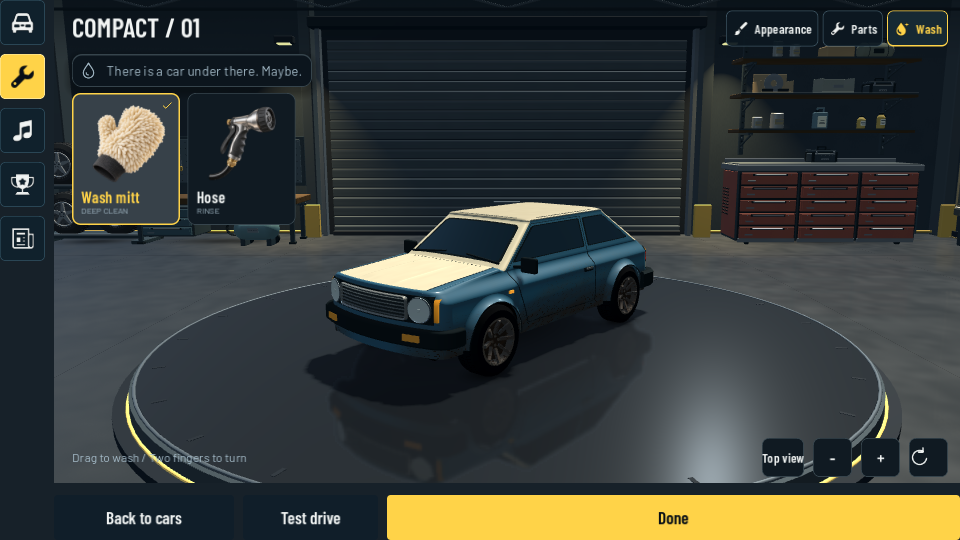 COMPACT / 01
Appearance
Parts
Wash
There is a car under there. Maybe.
Wash mitt
DEEP CLEAN
Hose
RINSE
Drag to wash / Two fingers to turn
Top view
-
+
Back to cars
Test drive
Done